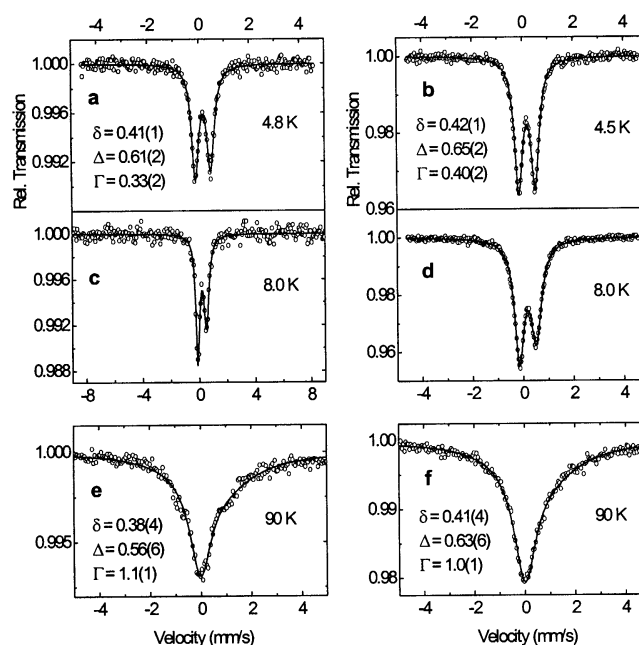 -4 -2 0 2 4
-4 -2 0 2 4
1.000
0.996
0.992
Rel. Transmission
a
4.8 K
δ = 0.41(1)
Δ = 0.61(2)
Γ = 0.33(2)
1.00
0.98
0.96
Rel. Transmission
b
4.5 K
δ = 0.42(1)
Δ = 0.65(2)
Γ = 0.40(2)
1.000
0.996
0.992
0.988
c
8.0 K
-8 -4 0 4 8
1.00
0.98
0.96
d
8.0 K
-4 -2 0 2 4
1.000
0.995
e
90 K
δ = 0.38(4)
Δ = 0.56(6)
Γ = 1.1(1)
-4 -2 0 2 4
Velocity (mm/s)
1.00
0.99
0.98
f
90 K
δ = 0.41(4)
Δ = 0.63(6)
Γ = 1.0(1)
-4 -2 0 2 4
Velocity (mm/s)